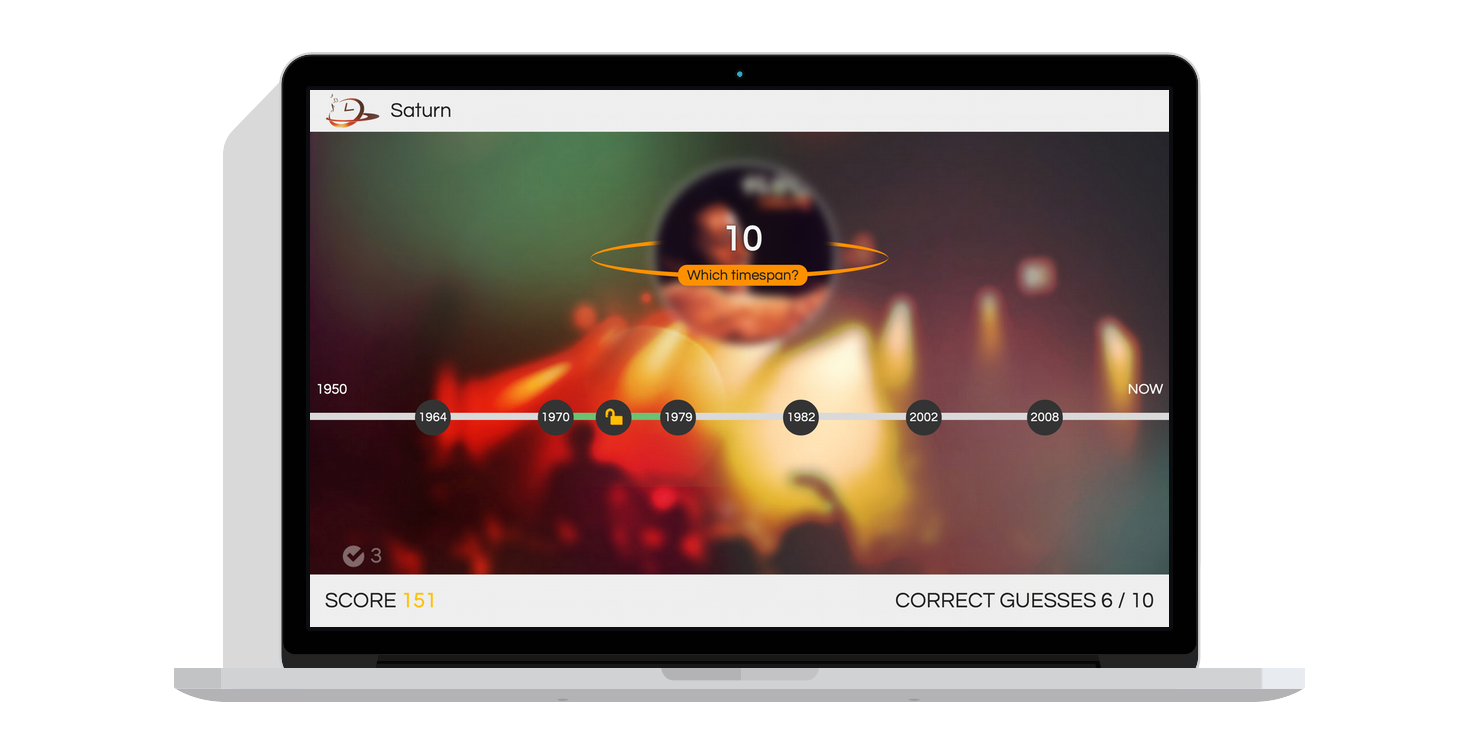 Saturn
10
Which timespan?
1950
NOW
1964
1970
1979
1982
2002
2008
3
SCORE 151
CORRECT GUESSES 6 / 10